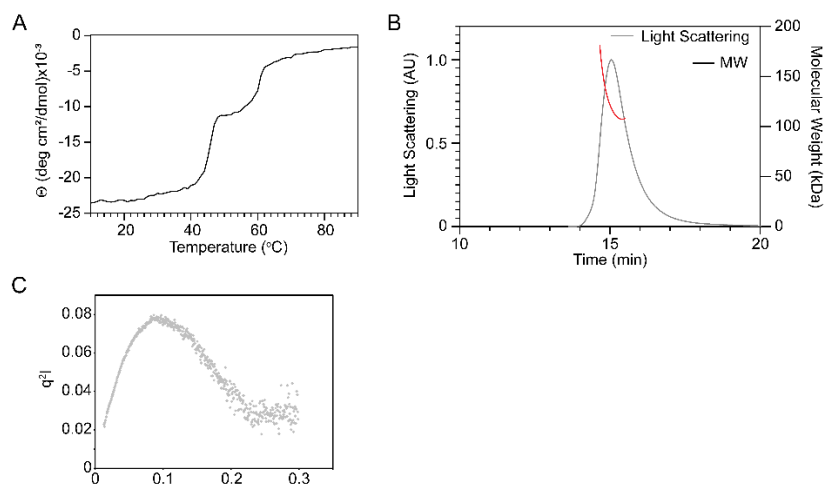 A
0
-5
-10
-15
-20
-25
Θ (deg cm²/dmol)x10⁻³
20
40
60
80
Temperature (°C)
B
Light Scattering
MW
1.0
0.5
0
Light Scattering (AU)
200
150
100
50
0
Molecular Weight (kDa)
10
15
20
Time (min)
C
0.08
0.06
0.04
0.02
0
q²I
0
0.1
0.2
0.3